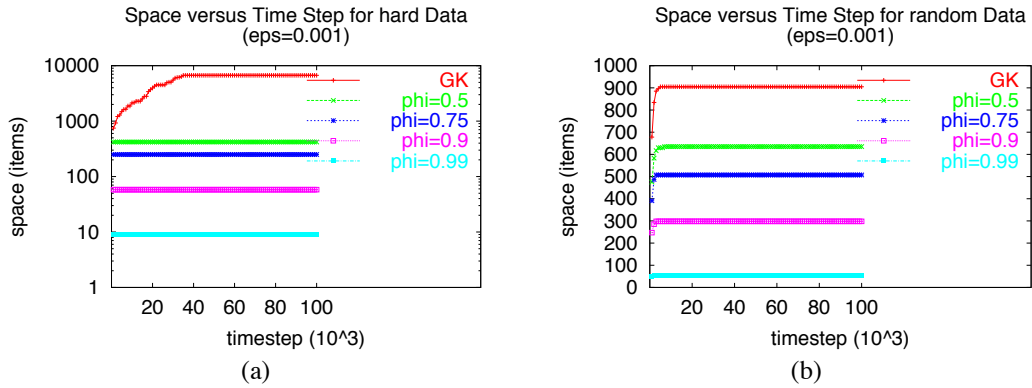 Space versus Time Step for hard Data
(eps=0.001)
10000
1000
100
10
1
space (items)
GK
phi=0.5
phi=0.75
phi=0.9
phi=0.99
20 40 60 80 100
timestep (10^3)
(a)
Space versus Time Step for random Data
(eps=0.001)
1000
900
800
700
600
500
400
300
200
100
0
space (items)
GK
phi=0.5
phi=0.75
phi=0.9
phi=0.99
20 40 60 80 100
timestep (10^3)
(b)